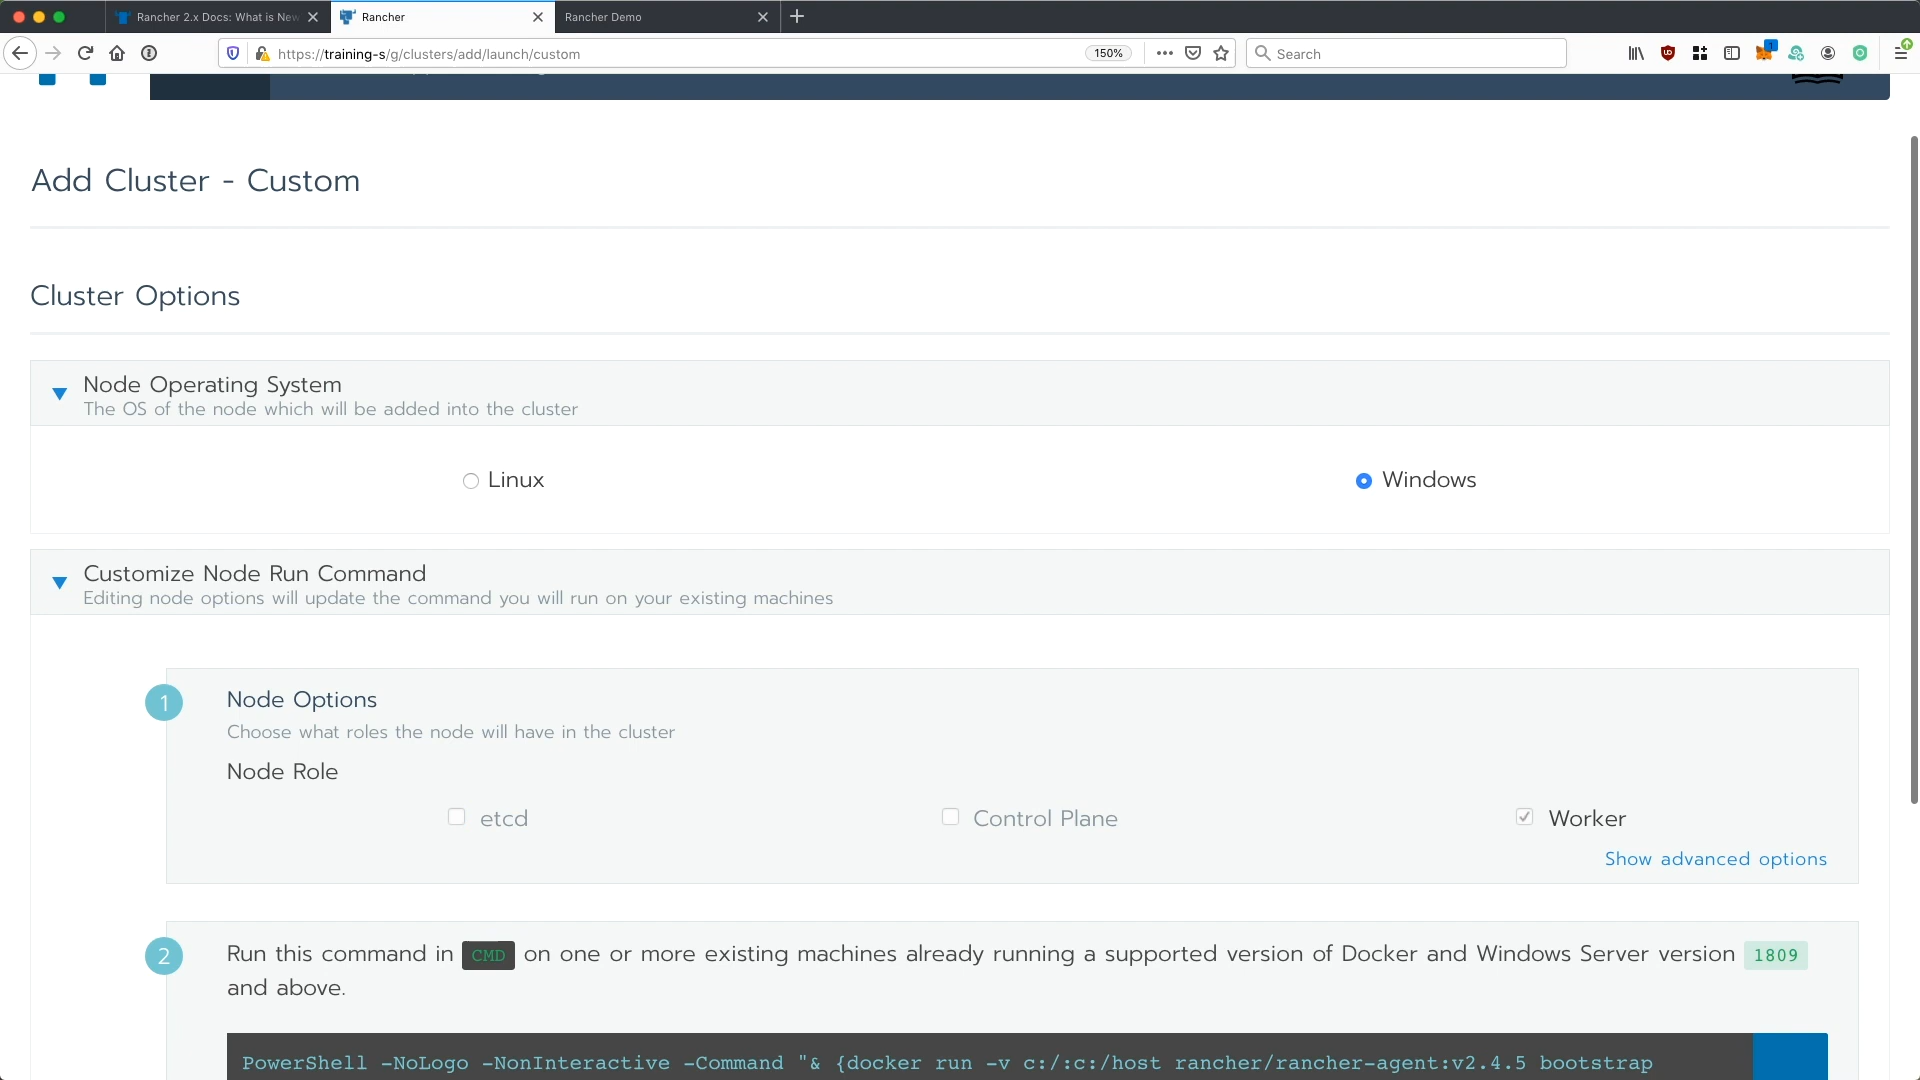 Rancher 2.x Docs: What is New
Rancher
Rancher Demo
https://training-s/g/clusters/add/launch/custom
150%
Search
Add Cluster - Custom
Cluster Options
Node Operating System
The OS of the node which will be added into the cluster
Linux
Windows
Customize Node Run Command
Editing node options will update the command you will run on your existing machines
1
Node Options
Choose what roles the node will have in the cluster
Node Role
etcd
Control Plane
Worker
Show advanced options
2
Run this command in CMD on one or more existing machines already running a supported version of Docker and Windows Server version 1809
and above.
PowerShell -NoLogo -NonInteractive -Command "& {docker run -v c:/:c:/host rancher/rancher-agent:v2.4.5 bootstrap